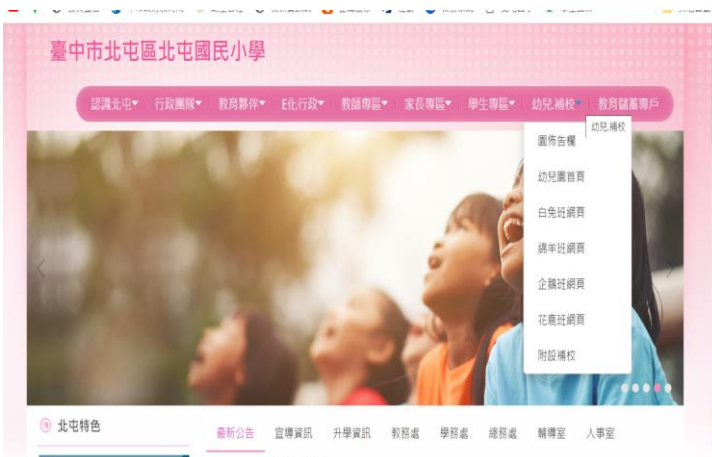 臺中市北屯區北屯國民小學
認識北屯▾ 行政團隊▾ 教育夥伴▾ E化行政▾ 教師專區▾ 家長專區▾ 學生專區▾ 幼兒.補校▾ 教育儲蓄專戶
幼兒.補校
園佈告欄
幼兒園首頁
白兔班網頁
綿羊班網頁
企鵝班網頁
花鹿班網頁
附設補校
北屯特色
最新公告 宣導資訊 升學資訊 教務處 學務處 總務處 輔導室 人事室